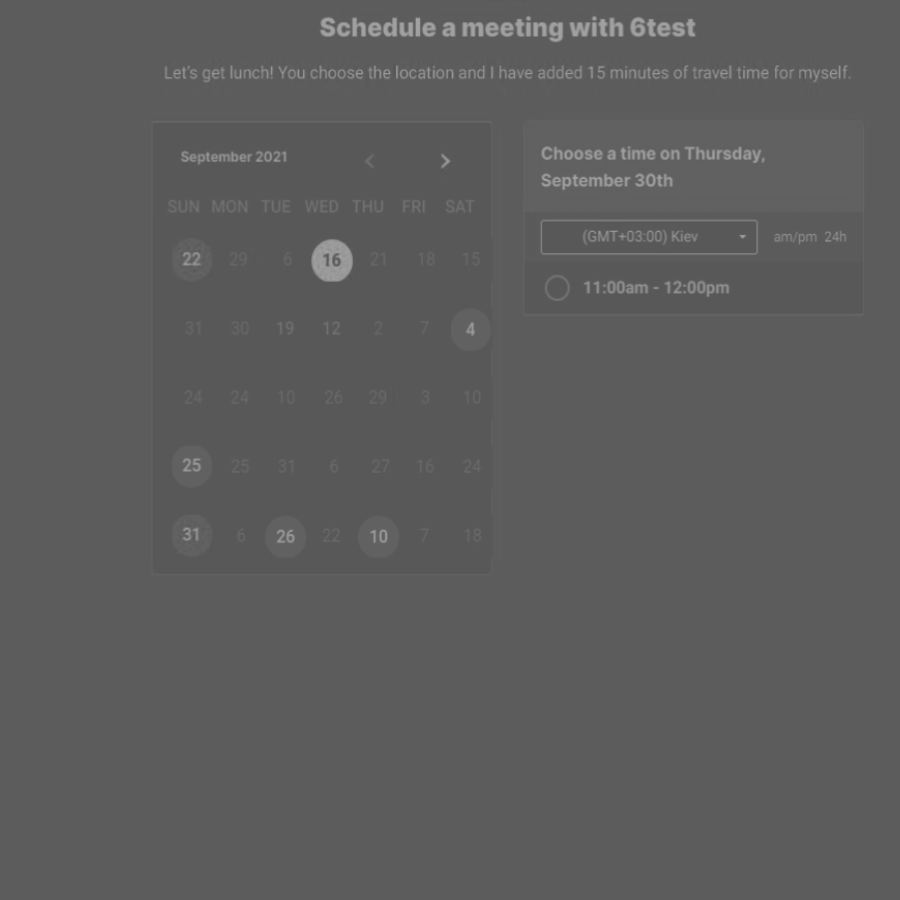 Schedule a meeting with 6test
Let's get lunch! You choose the location and I have added 15 minutes of travel time for myself.
September 2021
SUN MON TUE WED THU FRI SAT
22 29 6 16 21 18 15
31 30 19 12 2 7 4
24 24 10 26 29 3 10
25 25 31 6 27 16 24
31 6 26 22 10 7 18
Choose a time on Thursday,
September 30th
(GMT+03:00) Kiev am/pm 24h
11:00am - 12:00pm